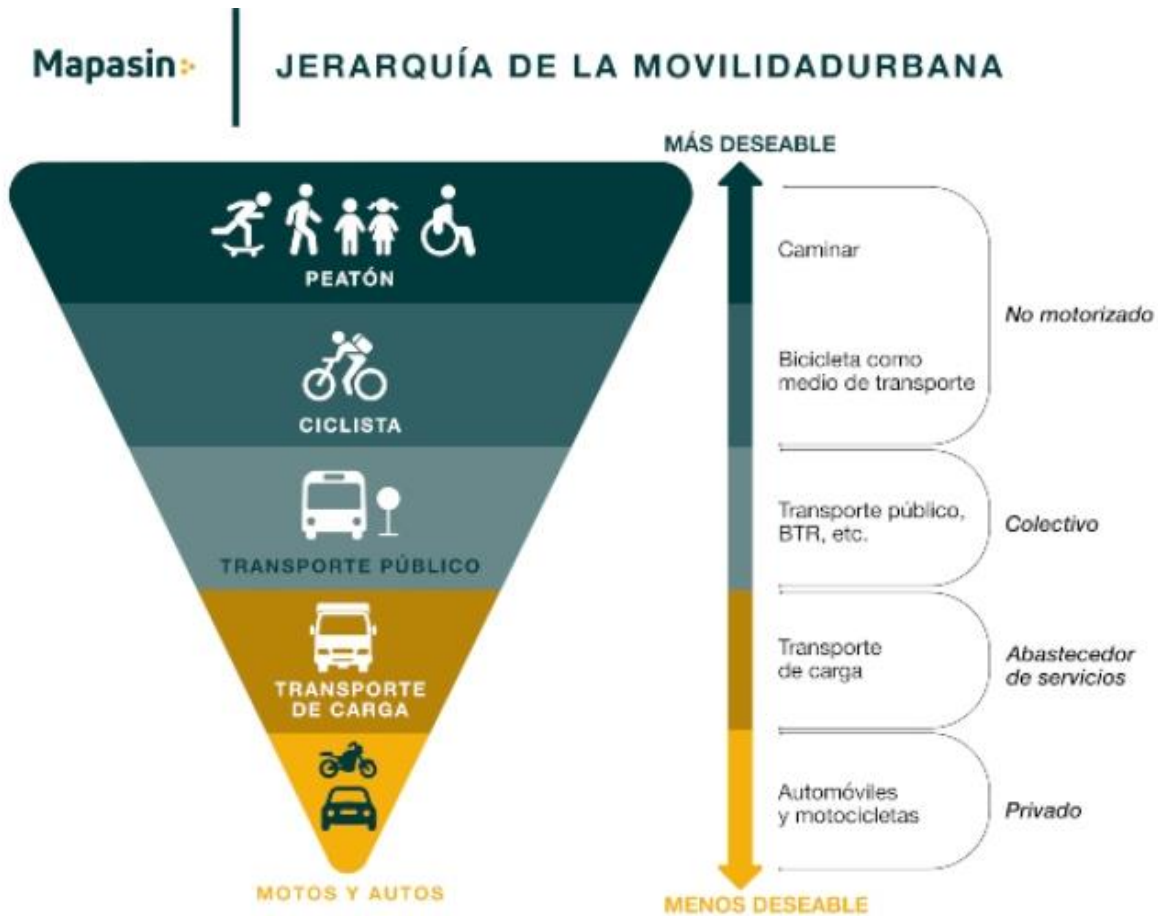 Mapasin
JERARQUÍA DE LA MOVILIDADURBANA
MÁS DESEABLE
PEATÓN
CICLISTA
TRANSPORTE PÚBLICO
TRANSPORTE
DE CARGA
MOTOS Y AUTOS
Caminar
Bicicleta como
medio de transporte
No motorizado
Transporte público,
BTR, etc.
Colectivo
Transporte
de carga
Abastecedor
de servicios
Automóviles
y motocicletas
Privado
MENOS DESEABLE